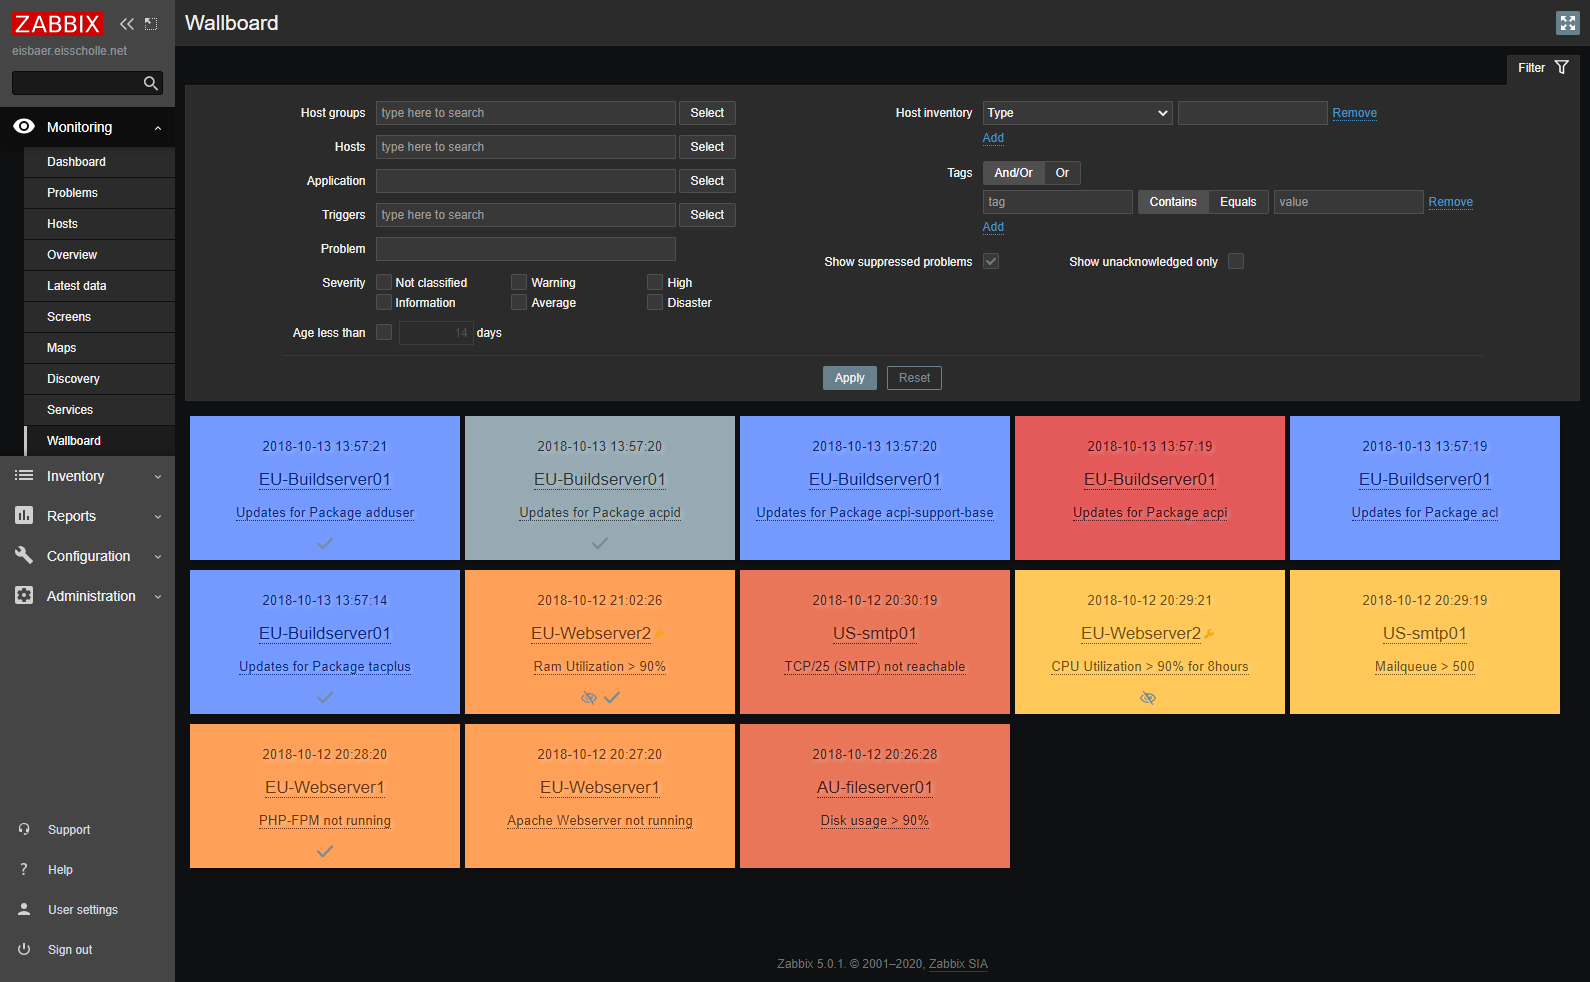 ZABBIX
eisbaer.eisscholle.net
Monitoring
Dashboard
Problems
Hosts
Overview
Latest data
Screens
Maps
Discovery
Services
Wallboard
Inventory
Reports
Configuration
Administration
Support
Help
User settings
Sign out
Wallboard
Filter
Host groups type here to search Select
Hosts type here to search Select
Application Select
Triggers type here to search Select
Problem
Severity Not classified Warning High
Information Average Disaster
Age less than 14 days
Host inventory Type Remove
Add
Tags And/Or Or
tag Contains Equals value Remove
Add
Show suppressed problems Show unacknowledged only
Apply Reset
2018-10-13 13:57:21
EU-Buildserver01
Updates for Package adduser
2018-10-13 13:57:20
EU-Buildserver01
Updates for Package acpid
2018-10-13 13:57:20
EU-Buildserver01
Updates for Package acpi-support-base
2018-10-13 13:57:19
EU-Buildserver01
Updates for Package acpi
2018-10-13 13:57:19
EU-Buildserver01
Updates for Package acl
2018-10-13 13:57:14
EU-Buildserver01
Updates for Package tacplus
2018-10-12 21:02:26
EU-Webserver2
Ram Utilization > 90%
2018-10-12 20:30:19
US-smtp01
TCP/25 (SMTP) not reachable
2018-10-12 20:29:21
EU-Webserver2
CPU Utilization > 90% for 8hours
2018-10-12 20:29:19
US-smtp01
Mailqueue > 500
2018-10-12 20:28:20
EU-Webserver1
PHP-FPM not running
2018-10-12 20:27:20
EU-Webserver1
Apache Webserver not running
2018-10-12 20:26:28
AU-fileserver01
Disk usage > 90%
Zabbix 5.0.1. © 2001–2020, Zabbix SIA